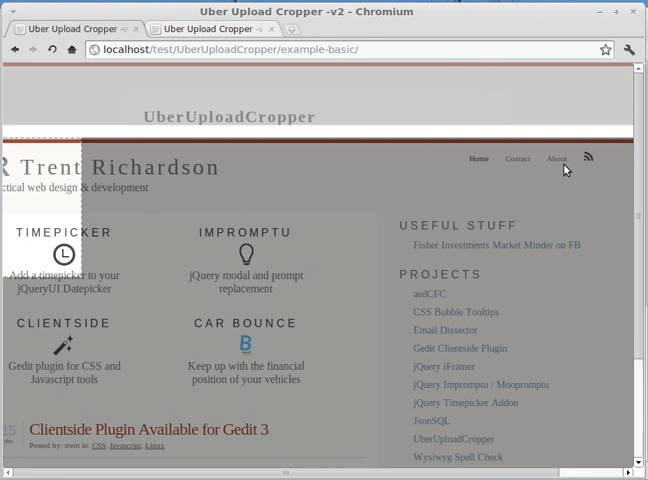 Uber Upload Cropper -v2 - Chromium
Uber Upload Cropper -v
Uber Upload Cropper -v
localhost/test/UberUploadCropper/example-basic/
UberUploadCropper
R Trent Richardson
Home Contact About
ctical web design & development
TIMEPICKER
Add a timepicker to your
jQueryUI Datepicker
IMPROMPTU
jQuery modal and prompt
replacement
CLIENTSIDE
Gedit plugin for CSS and
Javascript tools
CAR BOUNCE
B
Keep up with the financial
position of your vehicles
15
dec
Clientside Plugin Available for Gedit 3
Posted by: trent in: CSS, Javascript, Linux
USEFUL STUFF
Fisher Investments Market Minder on FB
PROJECTS
aedCFC
CSS Bubble Tooltips
Email Dissector
Gedit Clientside Plugin
jQuery iFramer
jQuery Impromptu / Moopromptu
jQuery Timepicker Addon
JsonSQL
UberUploadCropper
Wysiwyg Spell Check